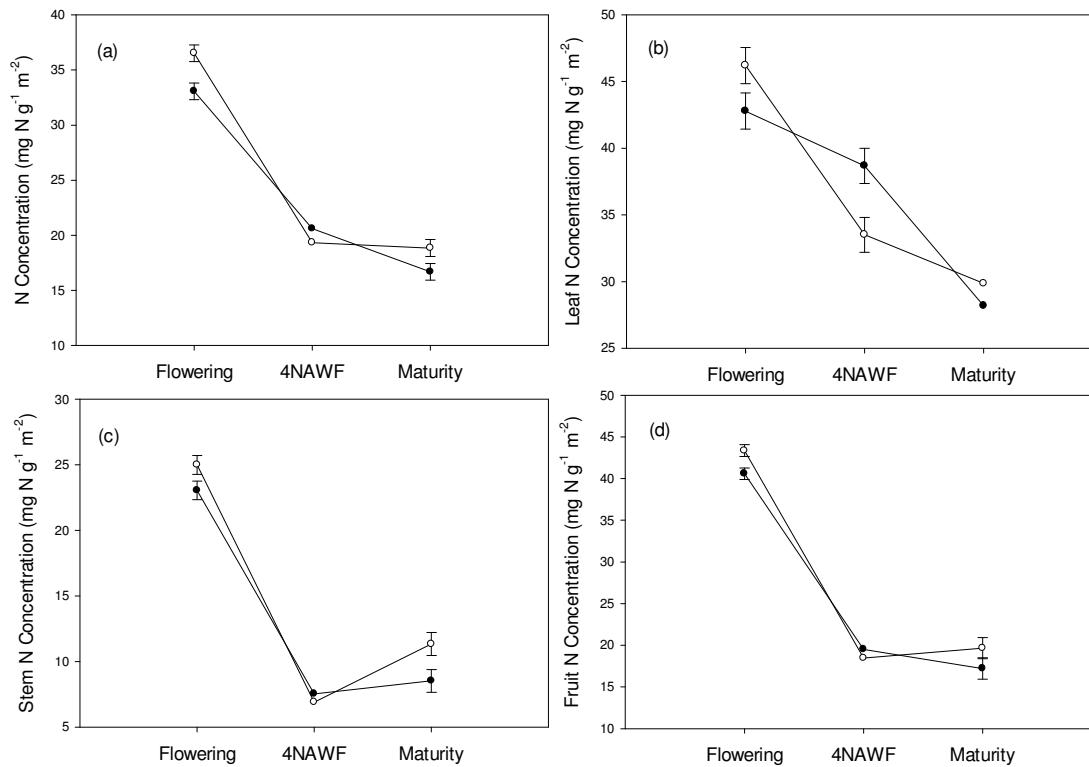 (a)
N Concentration (mg N g⁻¹ m⁻²)
40
35
30
25
20
15
10
Flowering 4NAWF Maturity
(b)
Leaf N Concentration (mg N g⁻¹ m⁻²)
50
45
40
35
30
25
Flowering 4NAWF Maturity
(c)
Stem N Concentration (mg N g⁻¹ m⁻²)
30
25
20
15
10
5
Flowering 4NAWF Maturity
(d)
Fruit N Concentration (mg N g⁻¹ m⁻²)
50
45
40
35
30
25
20
15
10
Flowering 4NAWF Maturity